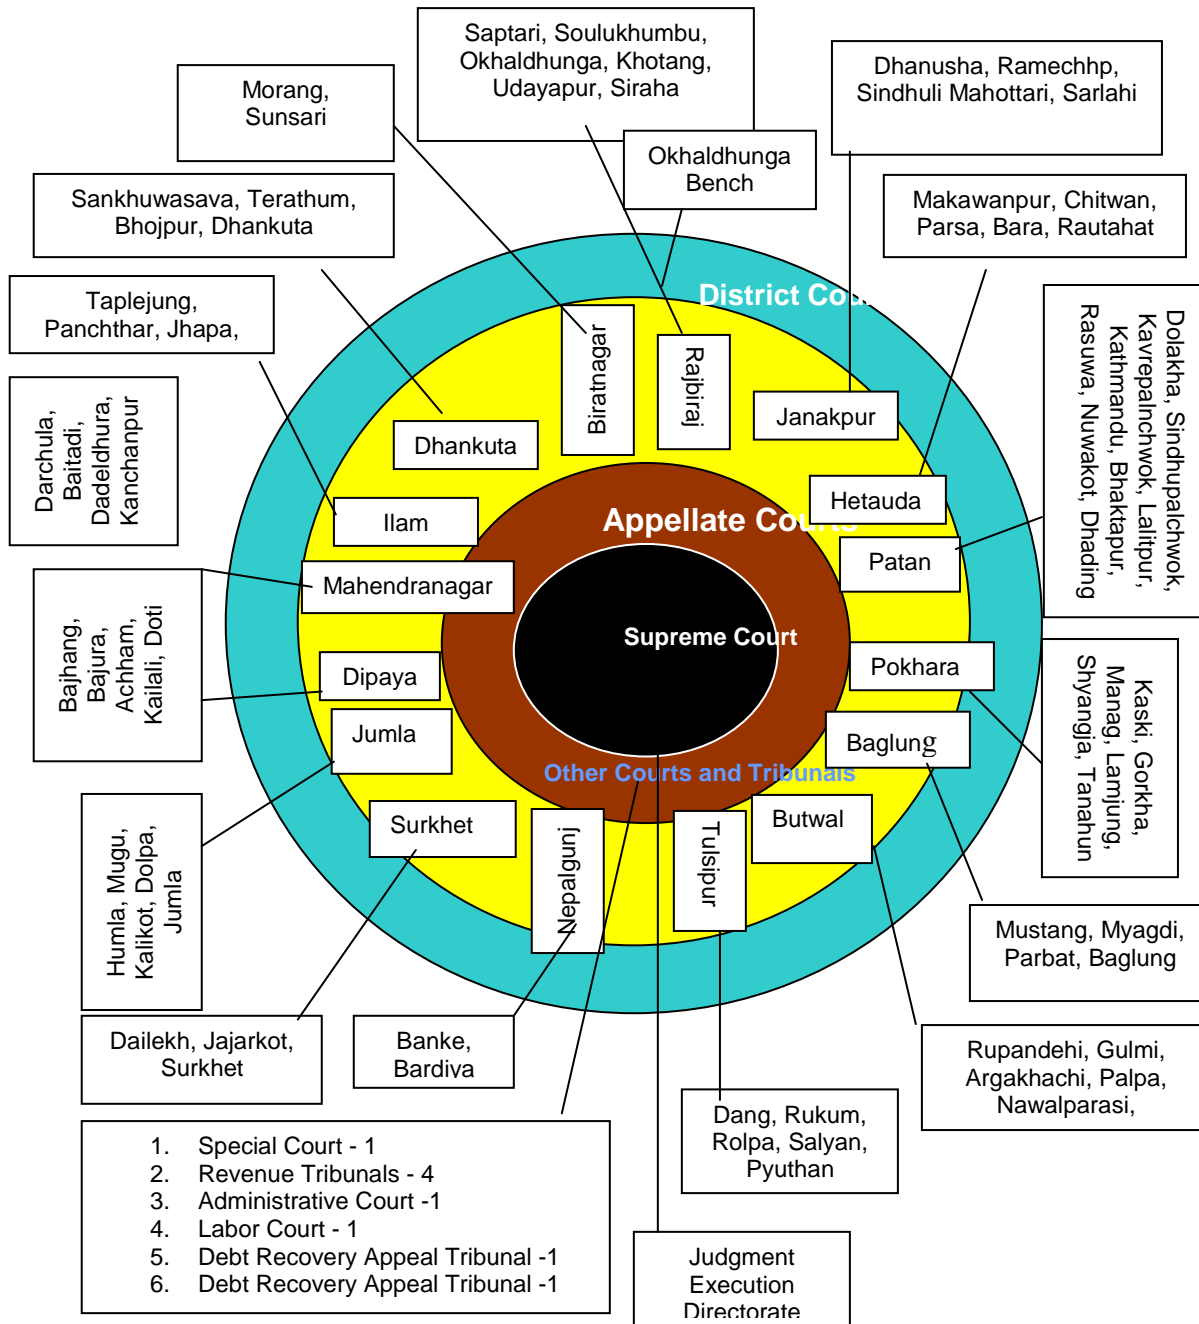 Saptari, Soulukhumbu,
Okhaldhunga, Khotang,
Udayapur, Siraha
Dhanusha, Ramechhp,
Sindhuli Mahottari, Sarlahi
Morang,
Sunsari
Okhaldhunga
Bench
Sankhuwasava, Terathum,
Bhojpur, Dhankuta
Makawanpur, Chitwan,
Parsa, Bara, Rautahat
Taplejung,
Panchthar, Jhapa,
District Cou
Dolakha, Sindhupalchwok,
Kavrepalnchwok, Lalitpur,
Kathmandu, Bhaktapur,
Rasuwa, Nuwakot, Dhading
Biratnagar
Rajbiraj
Janakpur
Dhankuta
Darchula,
Baitadi,
Dadeldhura,
Kanchanpur
Hetauda
Ilam
Appellate Courts
Patan
Mahendranagar
Bajhang,
Bajura,
Achham,
Kailali, Doti
Supreme Court
Pokhara
Dipaya
Kaski, Gorkha,
Manag, Lamjung,
Shyangja, Tanahun
Jumla
Baglung
Other Courts and Tribunals
Humla, Mugu,
Kalikot, Dolpa,
Jumla
Surkhet
Nepalgunj
Tulsipur
Butwal
Mustang, Myagdi,
Parbat, Baglung
Dailekh, Jajarkot,
Surkhet
Banke,
Bardiya
Rupandehi, Gulmi,
Argakhachi, Palpa,
Nawalparasi,
Dang, Rukum,
Rolpa, Salyan,
Pyuthan
1. Special Court - 1
2. Revenue Tribunals - 4
3. Administrative Court -1
4. Labor Court - 1
5. Debt Recovery Appeal Tribunal -1
6. Debt Recovery Appeal Tribunal -1
Judgment
Execution
Directorate